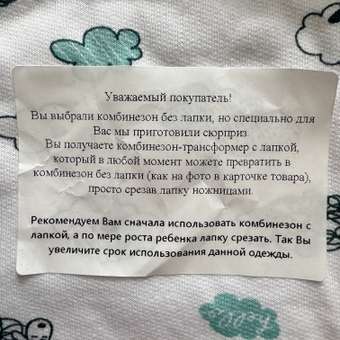 Уважаемый покупатель!
Вы выбрали комбинезон без лапки, но специально для
Вас мы приготовили сюрприз.
Вы получаете комбинезон-трансформер с лапкой,
который в любой момент можете превратить в
комбинезон без лапки (как на фото в карточке товара),
просто срезав лапку ножницами.
Рекомендуем Вам сначала использовать комбинезон с
лапкой, а по мере роста ребенка лапку срезать. Так Вы
увеличите срок использования данной одежды.
hello